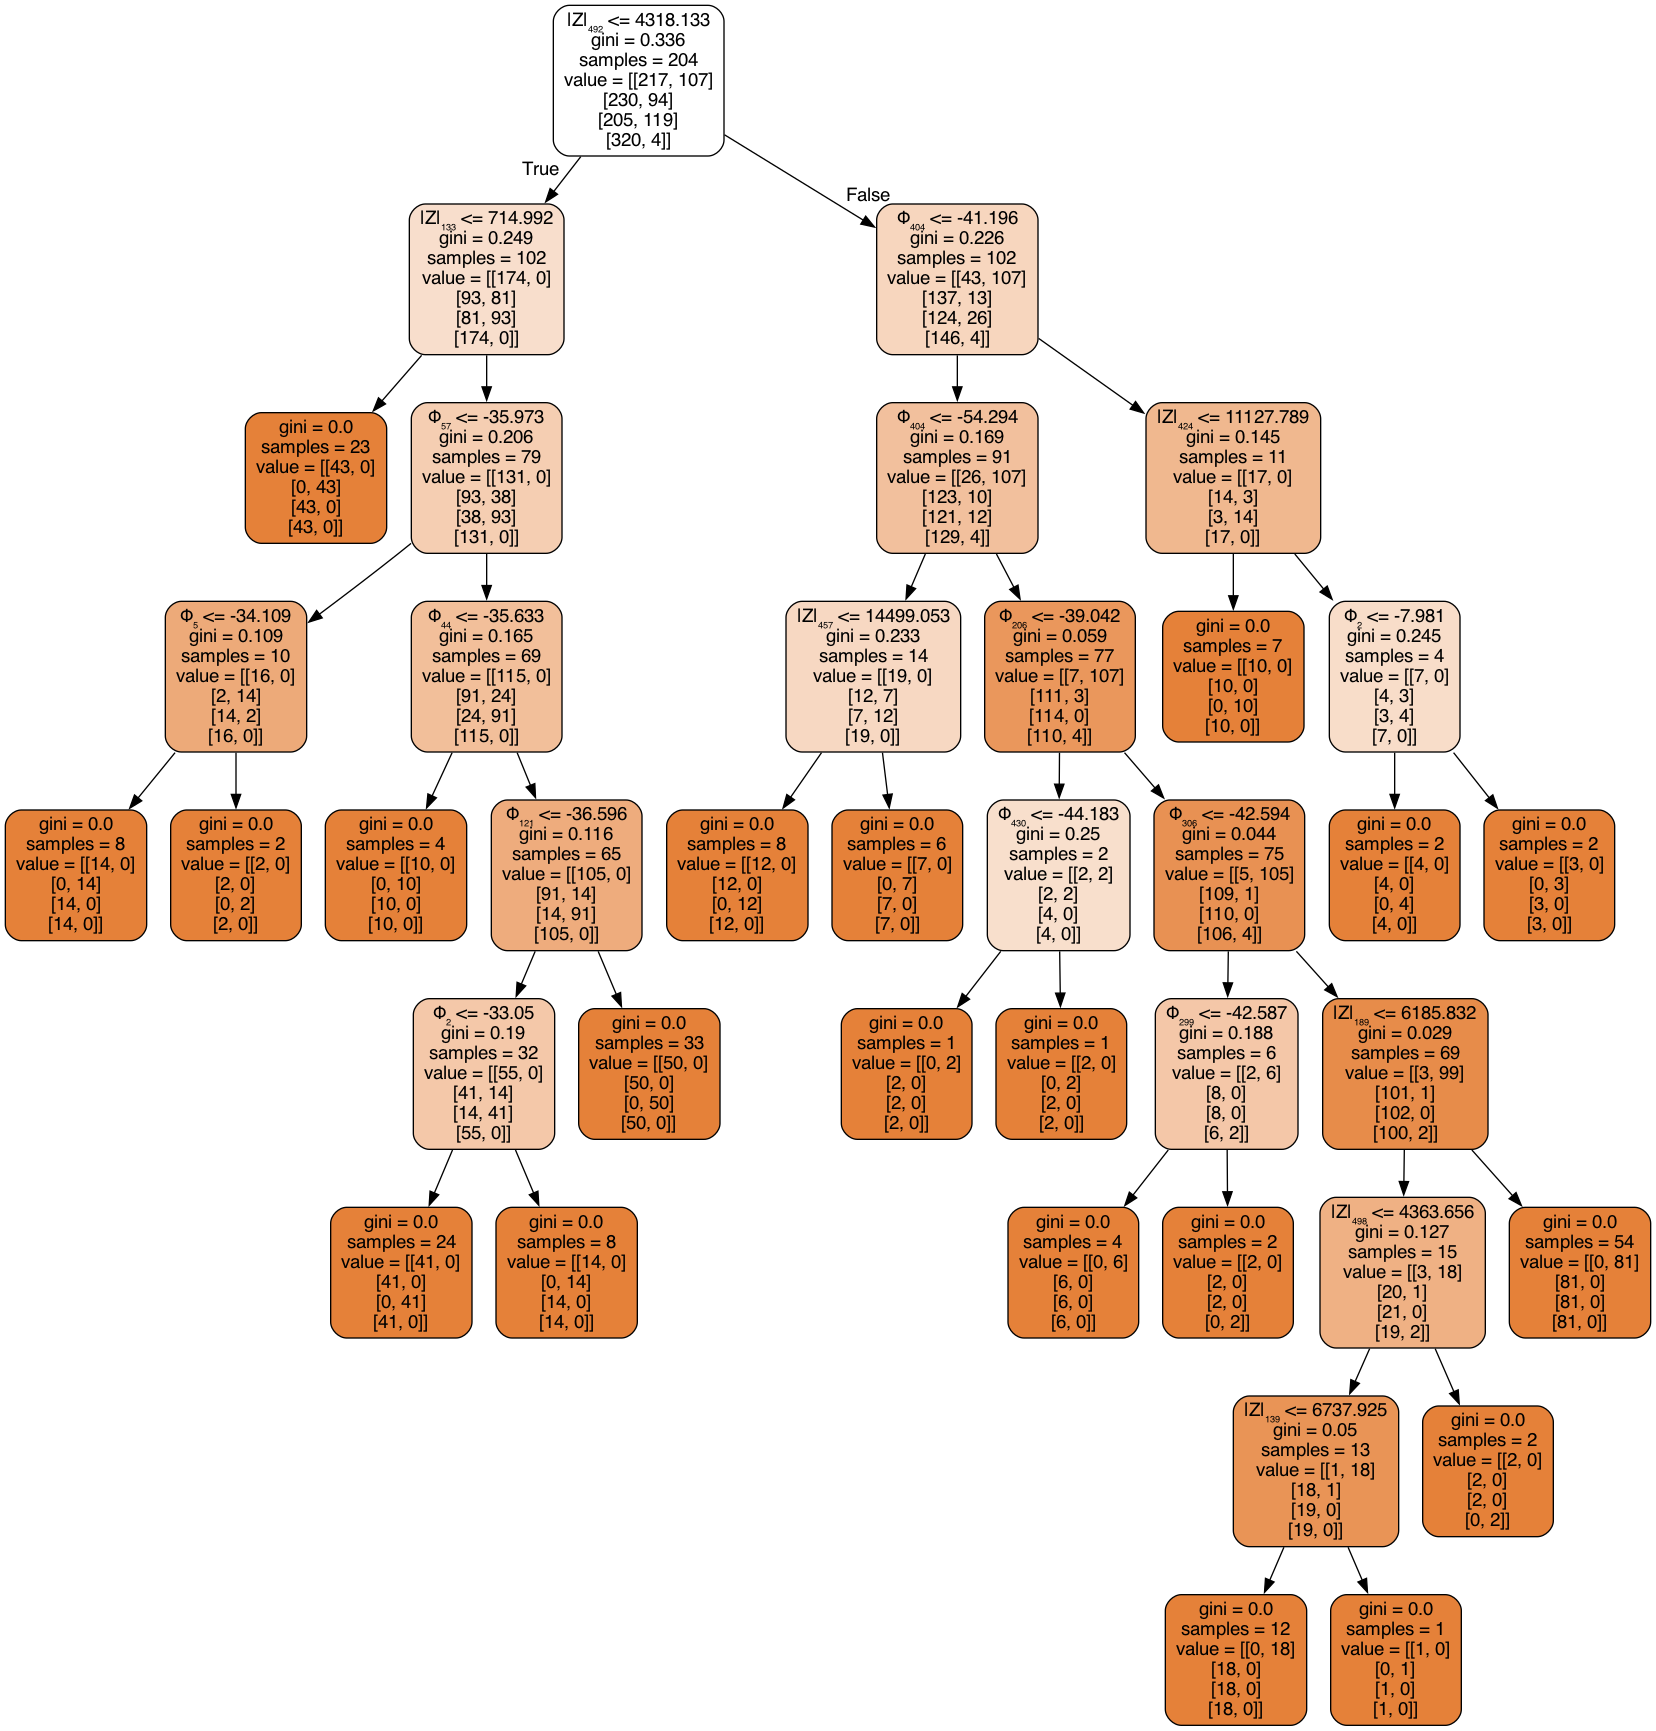 |Z|₄₉₂ <= 4318.133
gini = 0.336
samples = 204
value = [[217, 107]
[230, 94]
[205, 119]
[320, 4]]
True
False
|Z|₁₃₃ <= 714.992
gini = 0.249
samples = 102
value = [[174, 0]
[93, 81]
[81, 93]
[174, 0]]
Φ₄₀₄ <= -41.196
gini = 0.226
samples = 102
value = [[43, 107]
[137, 13]
[124, 26]
[146, 4]]
gini = 0.0
samples = 23
value = [[43, 0]
[0, 43]
[43, 0]
[43, 0]]
Φ₅₇ <= -35.973
gini = 0.206
samples = 79
value = [[131, 0]
[93, 38]
[38, 93]
[131, 0]]
Φ₄₀₄ <= -54.294
gini = 0.169
samples = 91
value = [[26, 107]
[123, 10]
[121, 12]
[129, 4]]
|Z|₄₂₄ <= 11127.789
gini = 0.145
samples = 11
value = [[17, 0]
[14, 3]
[3, 14]
[17, 0]]
Φ₅ <= -34.109
gini = 0.109
samples = 10
value = [[16, 0]
[2, 14]
[14, 2]
[16, 0]]
Φ₄₄ <= -35.633
gini = 0.165
samples = 69
value = [[115, 0]
[91, 24]
[24, 91]
[115, 0]]
|Z|₄₅₇ <= 14499.053
gini = 0.233
samples = 14
value = [[19, 0]
[12, 7]
[7, 12]
[19, 0]]
Φ₂₀₆ <= -39.042
gini = 0.059
samples = 77
value = [[7, 107]
[111, 3]
[114, 0]
[110, 4]]
gini = 0.0
samples = 7
value = [[10, 0]
[10, 0]
[0, 10]
[10, 0]]
Φ₂ <= -7.981
gini = 0.245
samples = 4
value = [[7, 0]
[4, 3]
[3, 4]
[7, 0]]
gini = 0.0
samples = 8
value = [[14, 0]
[0, 14]
[14, 0]
[14, 0]]
gini = 0.0
samples = 2
value = [[2, 0]
[2, 0]
[0, 2]
[2, 0]]
gini = 0.0
samples = 4
value = [[10, 0]
[0, 10]
[10, 0]
[10, 0]]
Φ₁₂₁ <= -36.596
gini = 0.116
samples = 65
value = [[105, 0]
[91, 14]
[14, 91]
[105, 0]]
gini = 0.0
samples = 8
value = [[12, 0]
[12, 0]
[0, 12]
[12, 0]]
gini = 0.0
samples = 6
value = [[7, 0]
[0, 7]
[7, 0]
[7, 0]]
Φ₄₃₀ <= -44.183
gini = 0.25
samples = 2
value = [[2, 2]
[2, 2]
[4, 0]
[4, 0]]
Φ₃₀₆ <= -42.594
gini = 0.044
samples = 75
value = [[5, 105]
[109, 1]
[110, 0]
[106, 4]]
gini = 0.0
samples = 2
value = [[4, 0]
[4, 0]
[0, 4]
[4, 0]]
gini = 0.0
samples = 2
value = [[3, 0]
[0, 3]
[3, 0]
[3, 0]]
Φ₂ <= -33.05
gini = 0.19
samples = 32
value = [[55, 0]
[41, 14]
[14, 41]
[55, 0]]
gini = 0.0
samples = 33
value = [[50, 0]
[50, 0]
[0, 50]
[50, 0]]
gini = 0.0
samples = 1
value = [[0, 2]
[2, 0]
[2, 0]
[2, 0]]
gini = 0.0
samples = 1
value = [[2, 0]
[0, 2]
[2, 0]
[2, 0]]
Φ₂₉₉ <= -42.587
gini = 0.188
samples = 6
value = [[2, 6]
[8, 0]
[8, 0]
[6, 2]]
|Z|₁₈₉ <= 6185.832
gini = 0.029
samples = 69
value = [[3, 99]
[101, 1]
[102, 0]
[100, 2]]
gini = 0.0
samples = 24
value = [[41, 0]
[41, 0]
[0, 41]
[41, 0]]
gini = 0.0
samples = 8
value = [[14, 0]
[0, 14]
[14, 0]
[14, 0]]
gini = 0.0
samples = 4
value = [[0, 6]
[6, 0]
[6, 0]
[6, 0]]
gini = 0.0
samples = 2
value = [[2, 0]
[2, 0]
[2, 0]
[0, 2]]
|Z|₄₉₈ <= 4363.656
gini = 0.127
samples = 15
value = [[3, 18]
[20, 1]
[21, 0]
[19, 2]]
gini = 0.0
samples = 54
value = [[0, 81]
[81, 0]
[81, 0]
[81, 0]]
|Z|₁₃₉ <= 6737.925
gini = 0.05
samples = 13
value = [[1, 18]
[18, 1]
[19, 0]
[19, 0]]
gini = 0.0
samples = 2
value = [[2, 0]
[2, 0]
[2, 0]
[0, 2]]
gini = 0.0
samples = 12
value = [[0, 18]
[18, 0]
[18, 0]
[18, 0]]
gini = 0.0
samples = 1
value = [[1, 0]
[0, 1]
[1, 0]
[1, 0]]